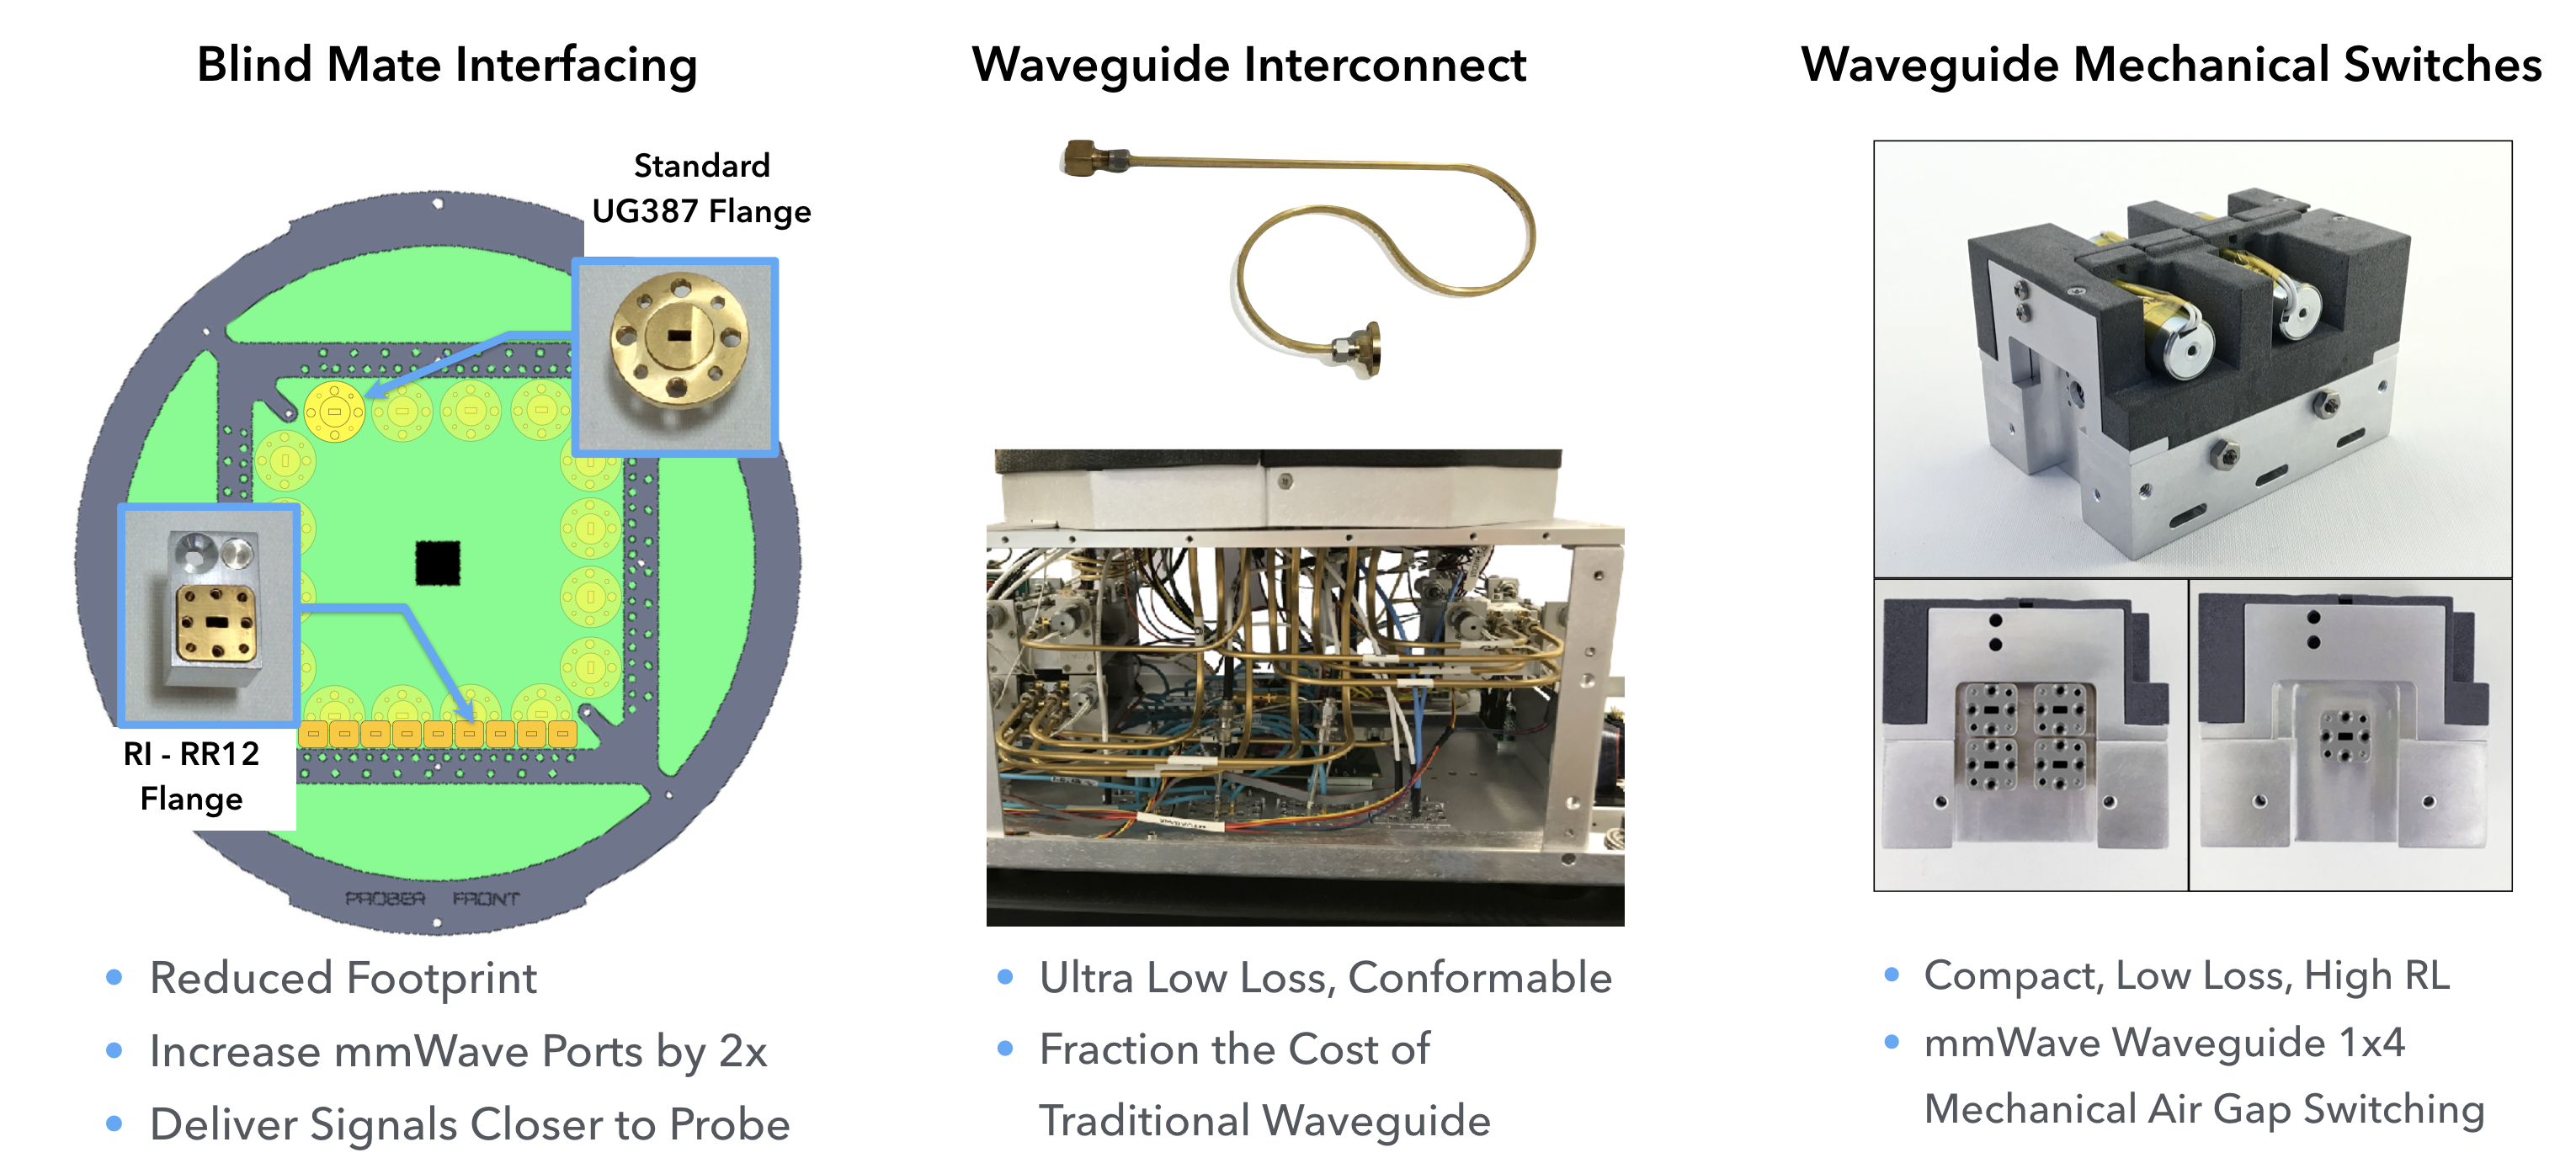 Blind Mate Interfacing
Standard
UG387 Flange
RI - RR12
Flange
PROBER FRONT
• Reduced Footprint
• Increase mmWave Ports by 2x
• Deliver Signals Closer to Probe
Waveguide Interconnect
• Ultra Low Loss, Conformable
• Fraction the Cost of
Traditional Waveguide
Waveguide Mechanical Switches
• Compact, Low Loss, High RL
• mmWave Waveguide 1x4
Mechanical Air Gap Switching